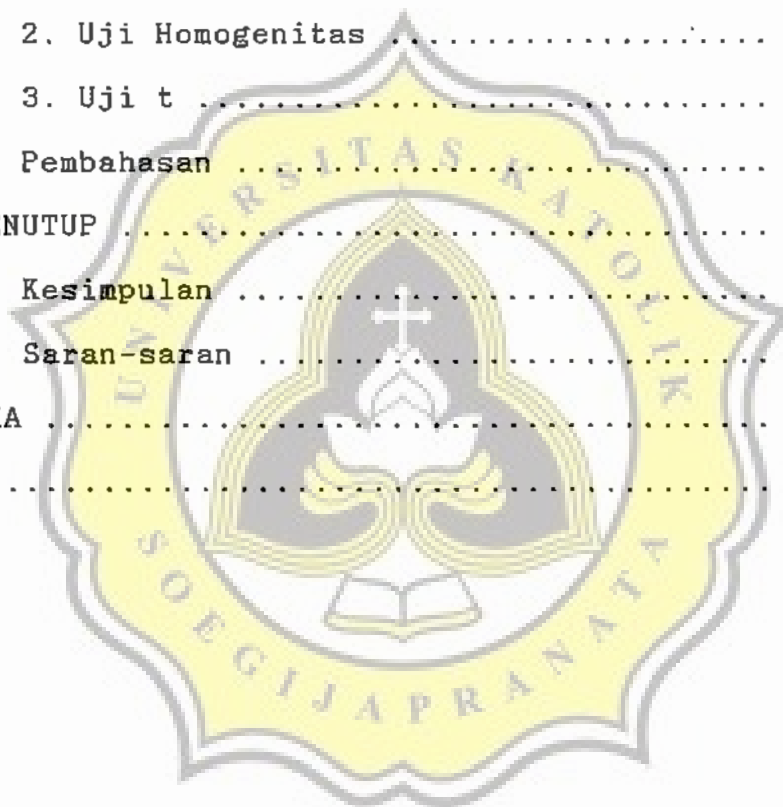 2. Uji Homogenitas ....................
3. Uji t ..............................
Pembahasan ............................
NUTUP .................................
Kesimpulan ............................
Saran-saran ...........................
A .....................................
.......................................
UNIVERSITAS KATOLIK
SOEGIJAPRANATA